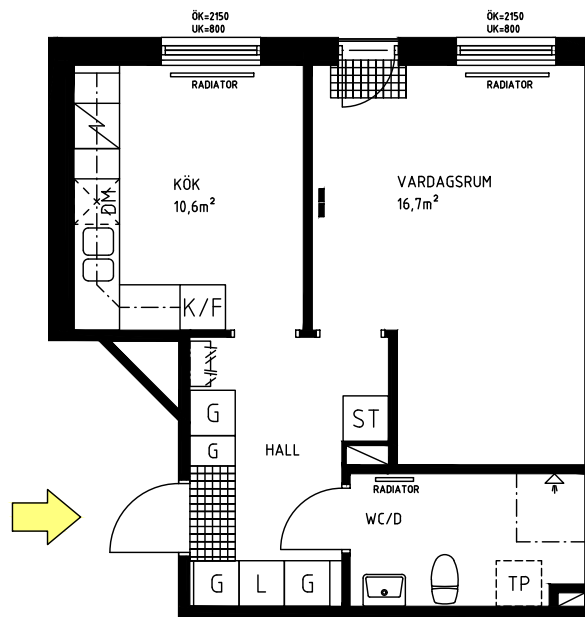 ÖK=2150
UK=800
ÖK=2150
UK=800
RADIATOR
RADIATOR
KÖK
10,6m²
VARDAGSRUM
16,7m²
DM
K/F
G
ST
G
HALL
RADIATOR
WC/D
G
L
G
TP